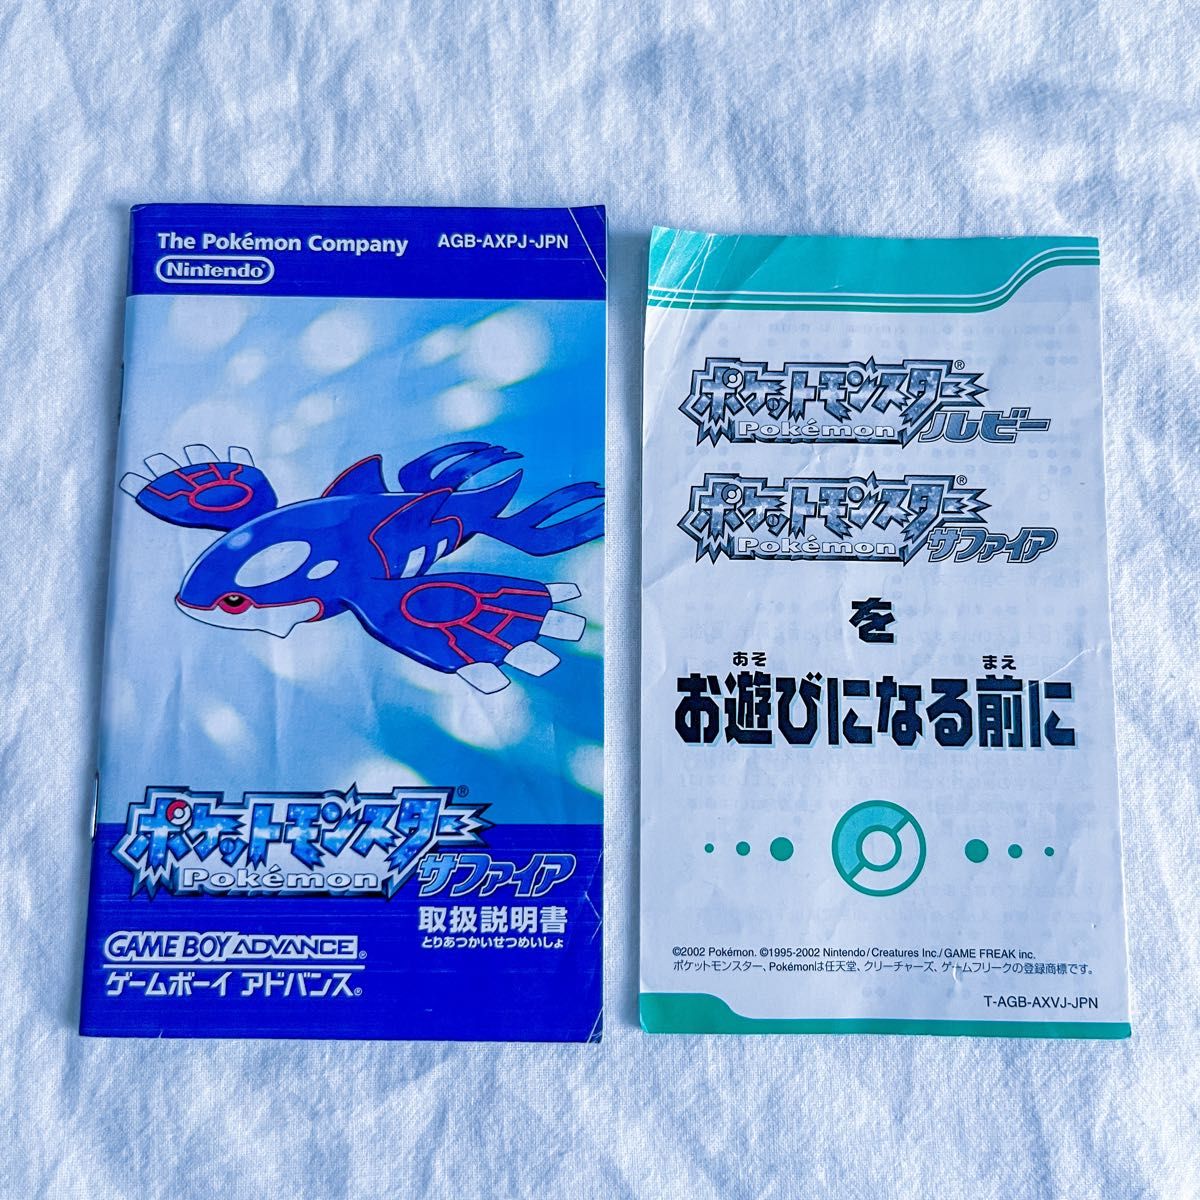 The Pokémon Company AGB-AXPJ-JPN
Nintendo®
ポケットモンスター®
Pokémon サファイア
取扱説明書
とりあつかいせつめいしょ
GAME BOY ADVANCE®
ゲームボーイ アドバンス®
ポケットモンスター®
Pokémon ルビー
ポケットモンスター®
Pokémon サファイア
を
あそ まえ
お遊びになる前に
©2002 Pokémon. ©1995-2002 Nintendo/Creatures Inc./GAME FREAK inc.
ポケットモンスター、Pokémonは任天堂、クリーチャーズ、ゲームフリークの登録商標です。
T-AGB-AXVJ-JPN